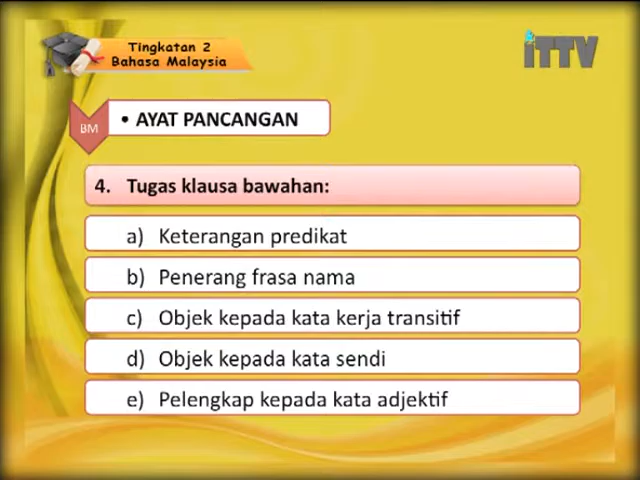 Tingkatan 2
Bahasa Malaysia
iTTV
BM
• AYAT PANCANGAN
4. Tugas klausa bawahan:
a) Keterangan predikat
b) Penerang frasa nama
c) Objek kepada kata kerja transitif
d) Objek kepada kata sendi
e) Pelengkap kepada kata adjektif